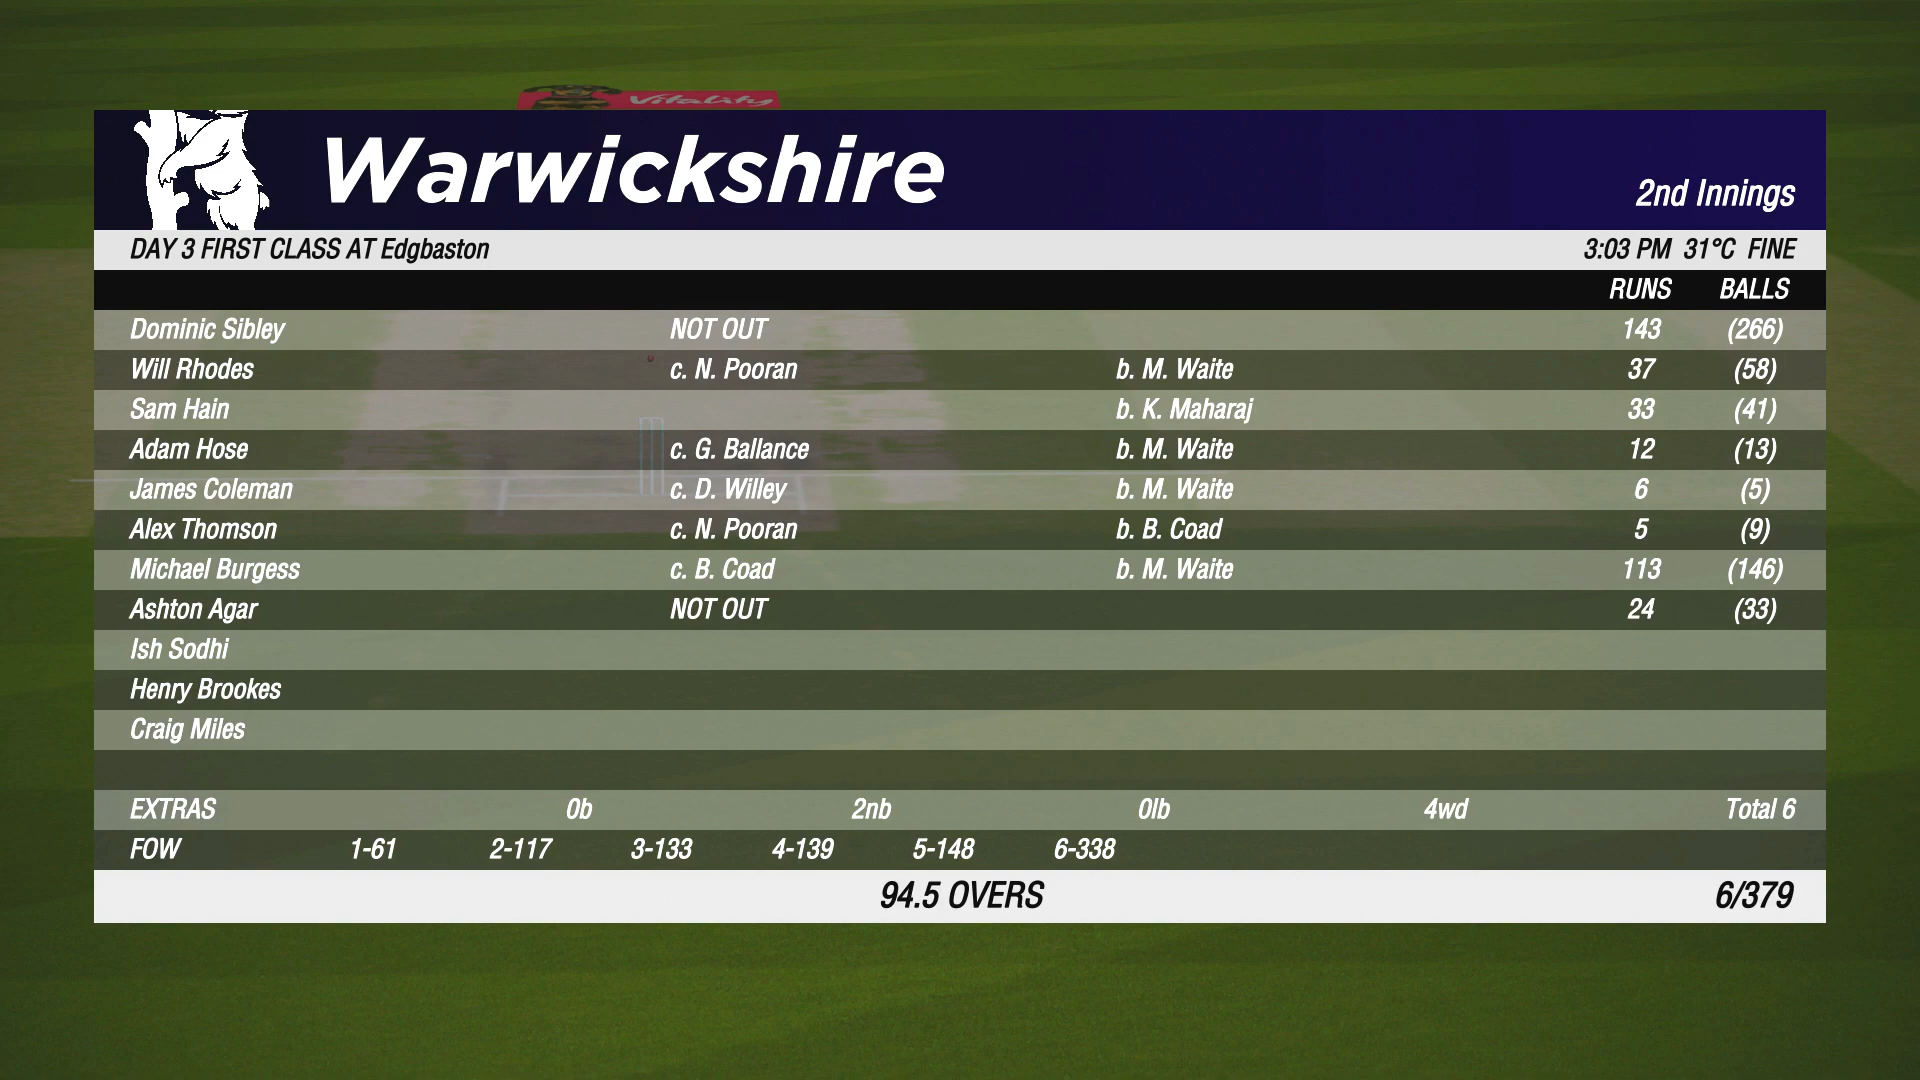 Vitality
Warwickshire
2nd Innings
DAY 3 FIRST CLASS AT Edgbaston 3:03 PM 31°C FINE
RUNS BALLS
Dominic Sibley NOT OUT 143 (266)
Will Rhodes c. N. Pooran b. M. Waite 37 (58)
Sam Hain b. K. Maharaj 33 (41)
Adam Hose c. G. Ballance b. M. Waite 12 (13)
James Coleman c. D. Willey b. M. Waite 6 (5)
Alex Thomson c. N. Pooran b. B. Coad 5 (9)
Michael Burgess c. B. Coad b. M. Waite 113 (146)
Ashton Agar NOT OUT 24 (33)
Ish Sodhi
Henry Brookes
Craig Miles
EXTRAS 0b 2nb 0lb 4wd Total 6
FOW 1-61 2-117 3-133 4-139 5-148 6-338
94.5 OVERS 6/379